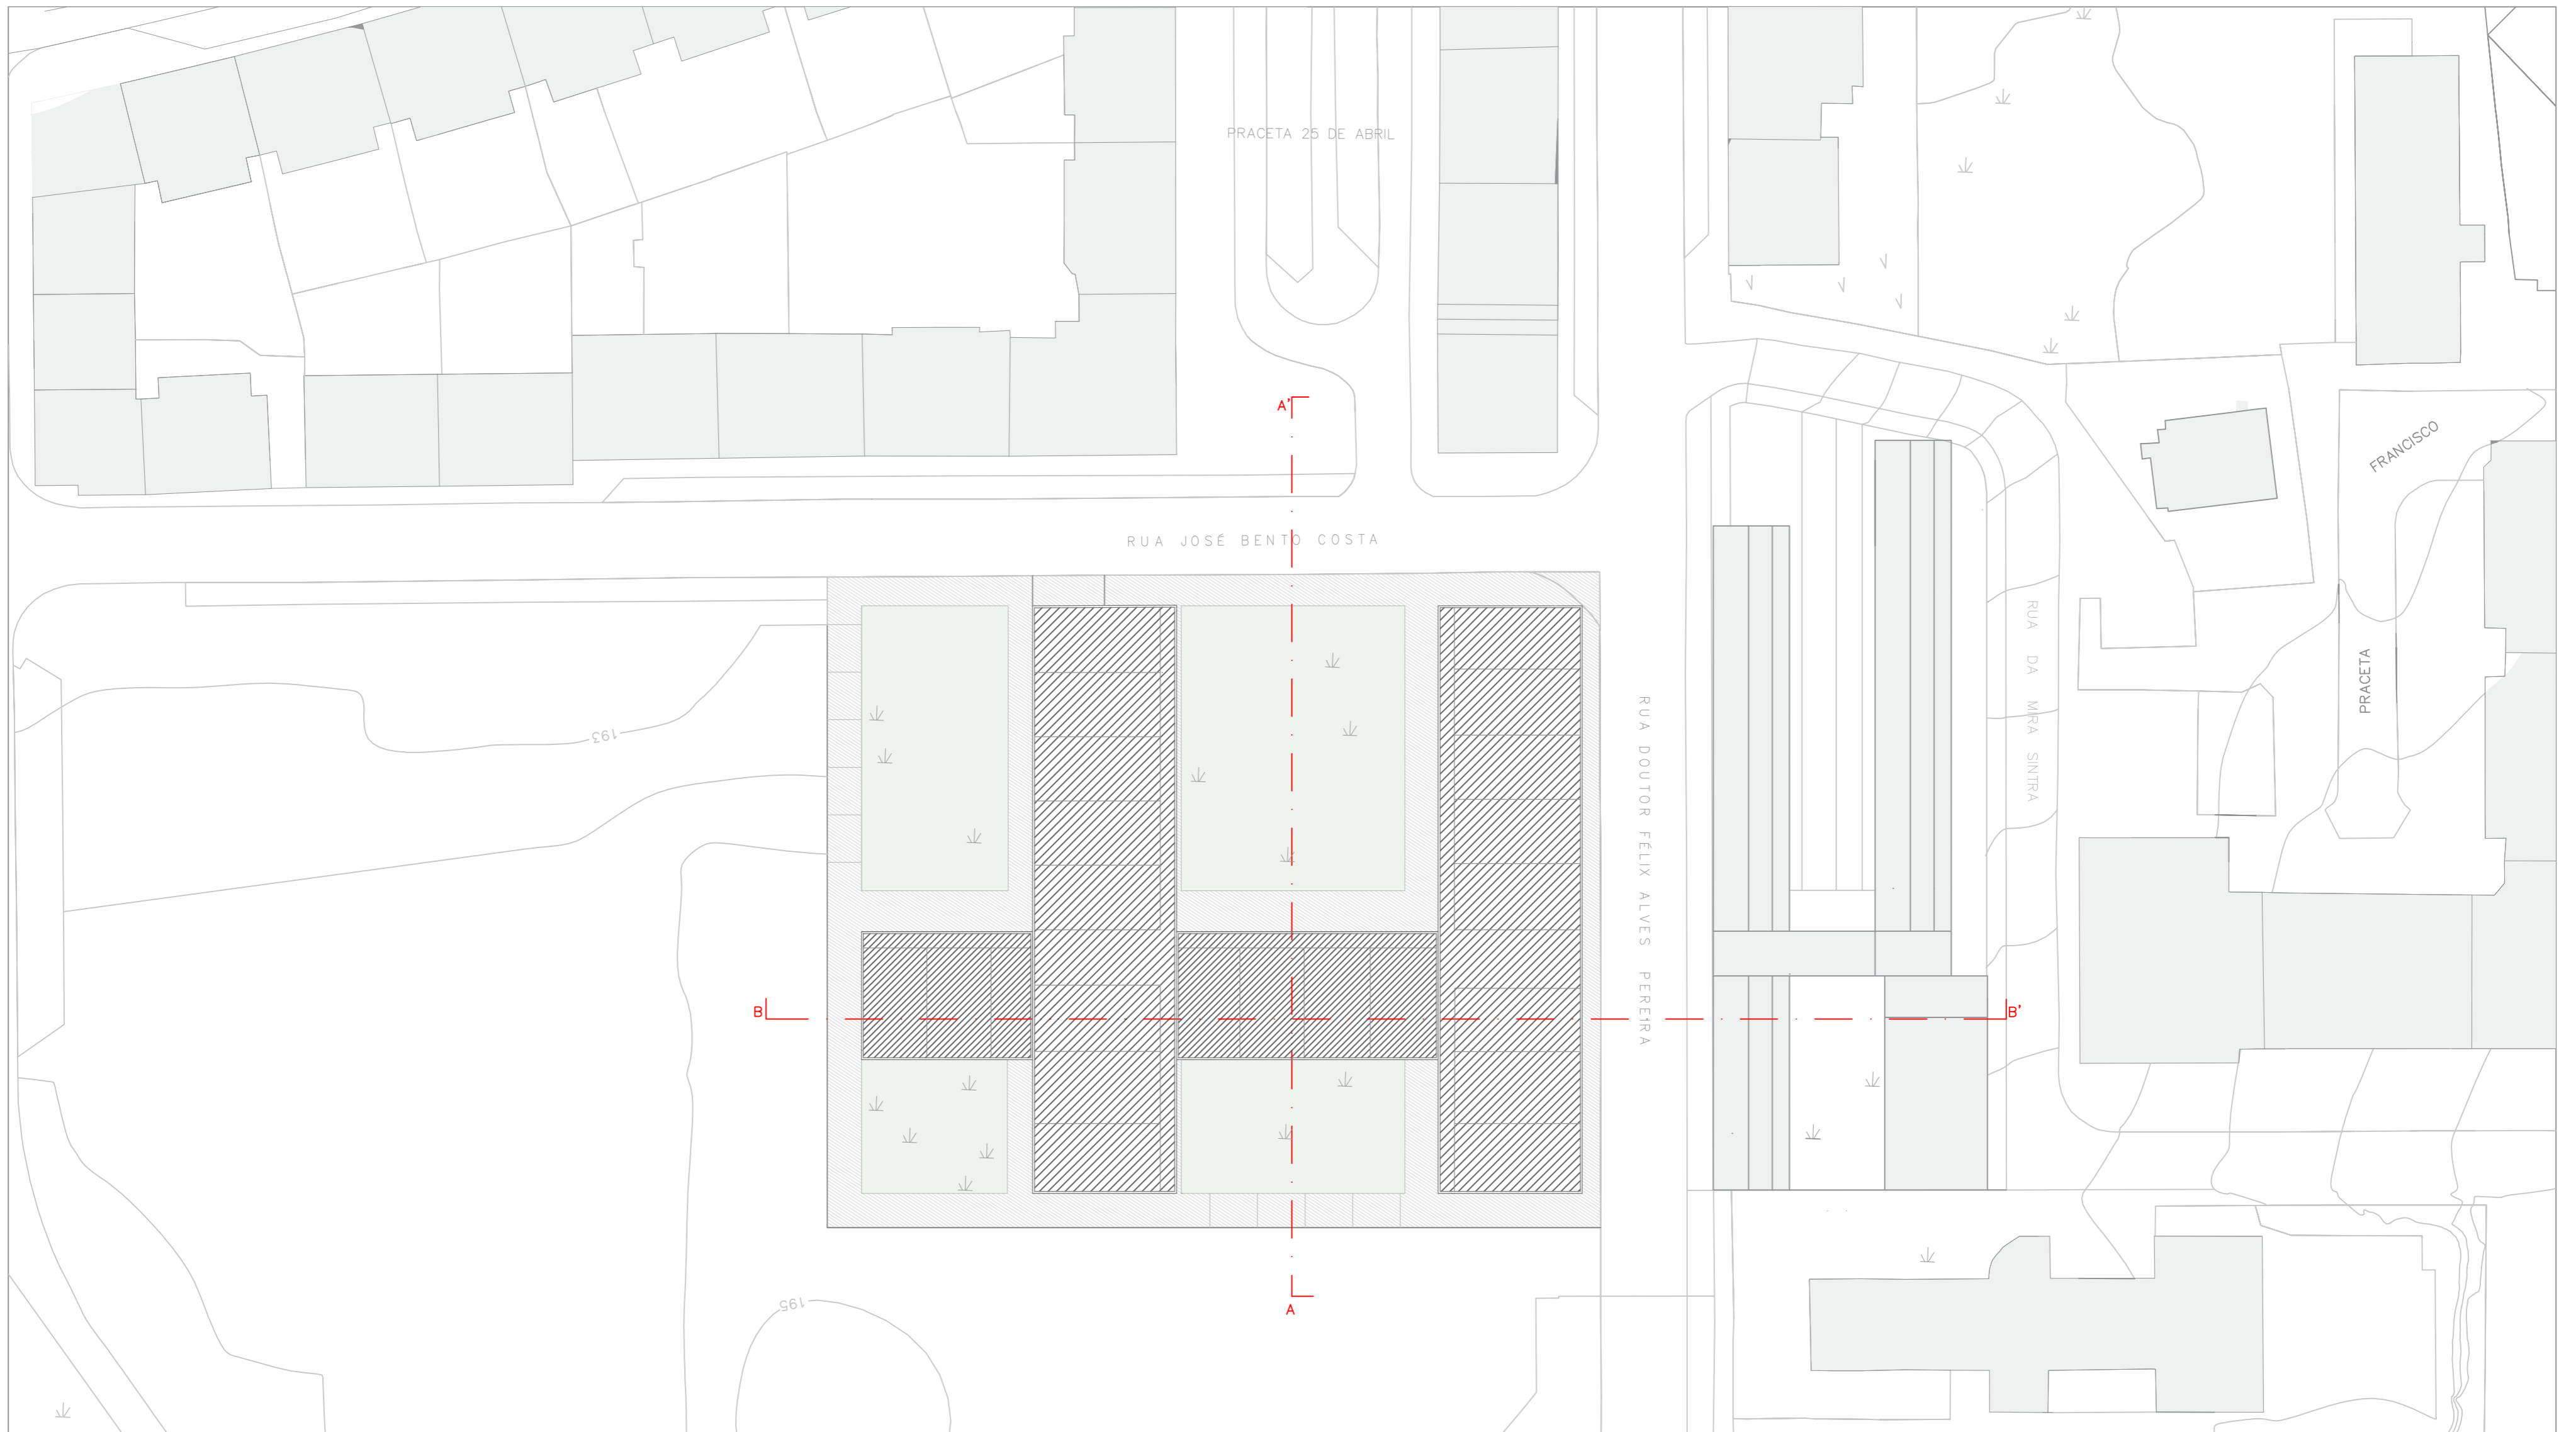 PRACETA 25 DE ABRIL
A'
FRANCISCO
RUA JOSÉ BENTO COSTA
RUA DA MIRA SINTRA
PRACETA
193
RUA DOUTOR FÉLIX ALVES PEREIRA
B
B'
195
A